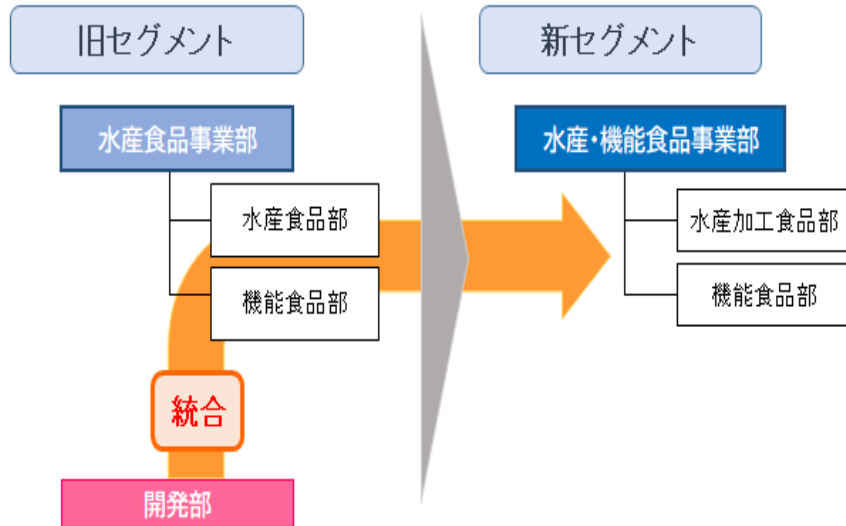 旧セグメント
新セグメント
水産食品事業部
水産・機能食品事業部
水産食品部
水産加工食品部
機能食品部
機能食品部
統合
開発部